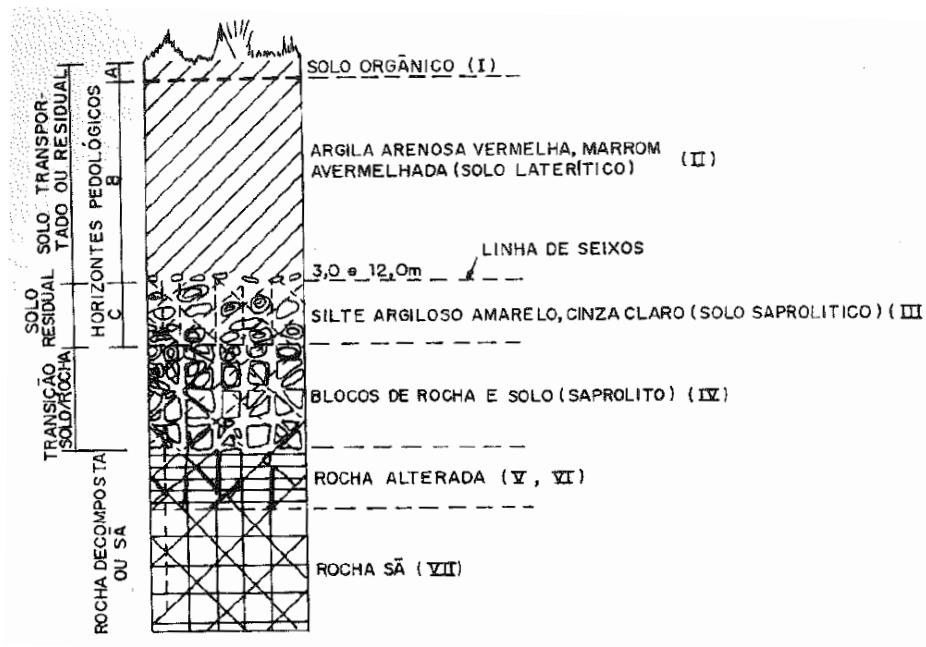 SOLO ORGÂNICO (I)
ARGILA ARENOSA VERMELHA, MARROM
AVERMELHADA (SOLO LATERÍTICO) (II)
LINHA DE SEIXOS
3,0 e 12,0m
SILTE ARGILOSO AMARELO, CINZA CLARO (SOLO SAPROLITICO) (III
BLOCOS DE ROCHA E SOLO (SAPROLITO) (IV)
ROCHA ALTERADA (V, VI)
ROCHA SÃ (VII)
SOLO TRANSPOR-
TADO OU RESIDUAL
SOLO
RESIDUAL
TRANSIÇÃO
SOLO/ROCHA
HORIZONTES PEDOLÓGICOS
A
B
C
ROCHA DECOMPOSTA
OU SÃ